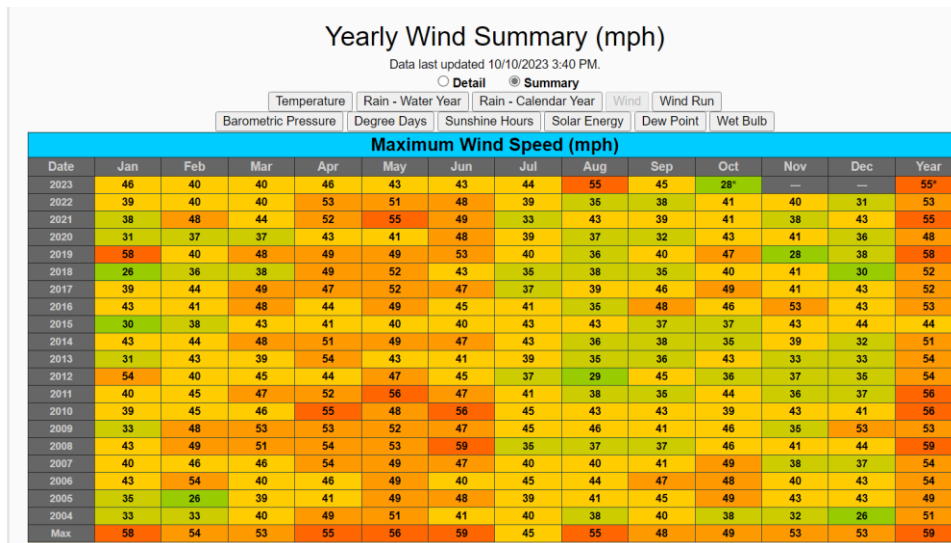 Yearly Wind Summary (mph)
Data last updated 10/10/2023 3:40 PM.
Detail Summary
Temperature Rain - Water Year Rain - Calendar Year Wind Wind Run
Barometric Pressure Degree Days Sunshine Hours Solar Energy Dew Point Wet Bulb
Maximum Wind Speed (mph)
Date Jan Feb Mar Apr May Jun Jul Aug Sep Oct Nov Dec Year
2023 46 40 40 46 43 43 44 55 45 28* — — 55*
2022 39 40 40 53 51 48 39 35 38 41 40 31 53
2021 38 48 44 52 55 49 33 43 39 41 38 43 55
2020 31 37 37 43 41 48 39 37 32 43 41 36 48
2019 58 40 48 49 49 53 40 36 40 47 28 38 58
2018 26 36 38 49 52 43 35 38 35 40 41 30 52
2017 39 44 49 47 52 47 37 39 46 49 41 43 52
2016 43 41 48 44 49 45 41 35 48 46 53 43 53
2015 30 38 43 41 40 40 43 43 37 37 43 44 44
2014 43 44 48 51 49 47 43 36 38 35 39 32 51
2013 31 43 39 54 43 41 39 35 36 43 33 33 54
2012 54 40 45 44 47 45 37 29 45 36 37 35 54
2011 40 45 47 52 56 47 41 38 35 44 36 37 56
2010 39 45 46 55 48 56 45 43 43 39 43 41 56
2009 33 48 53 53 52 47 45 46 41 46 35 53 53
2008 43 49 51 54 53 59 35 37 37 46 41 44 59
2007 40 46 46 54 49 47 40 40 41 49 38 37 54
2006 43 54 40 46 49 40 45 44 47 48 40 43 54
2005 35 26 39 41 49 48 39 41 45 49 43 43 49
2004 33 33 40 49 51 41 40 38 40 38 32 26 51
Max 58 54 53 55 56 59 45 55 48 49 53 53 59